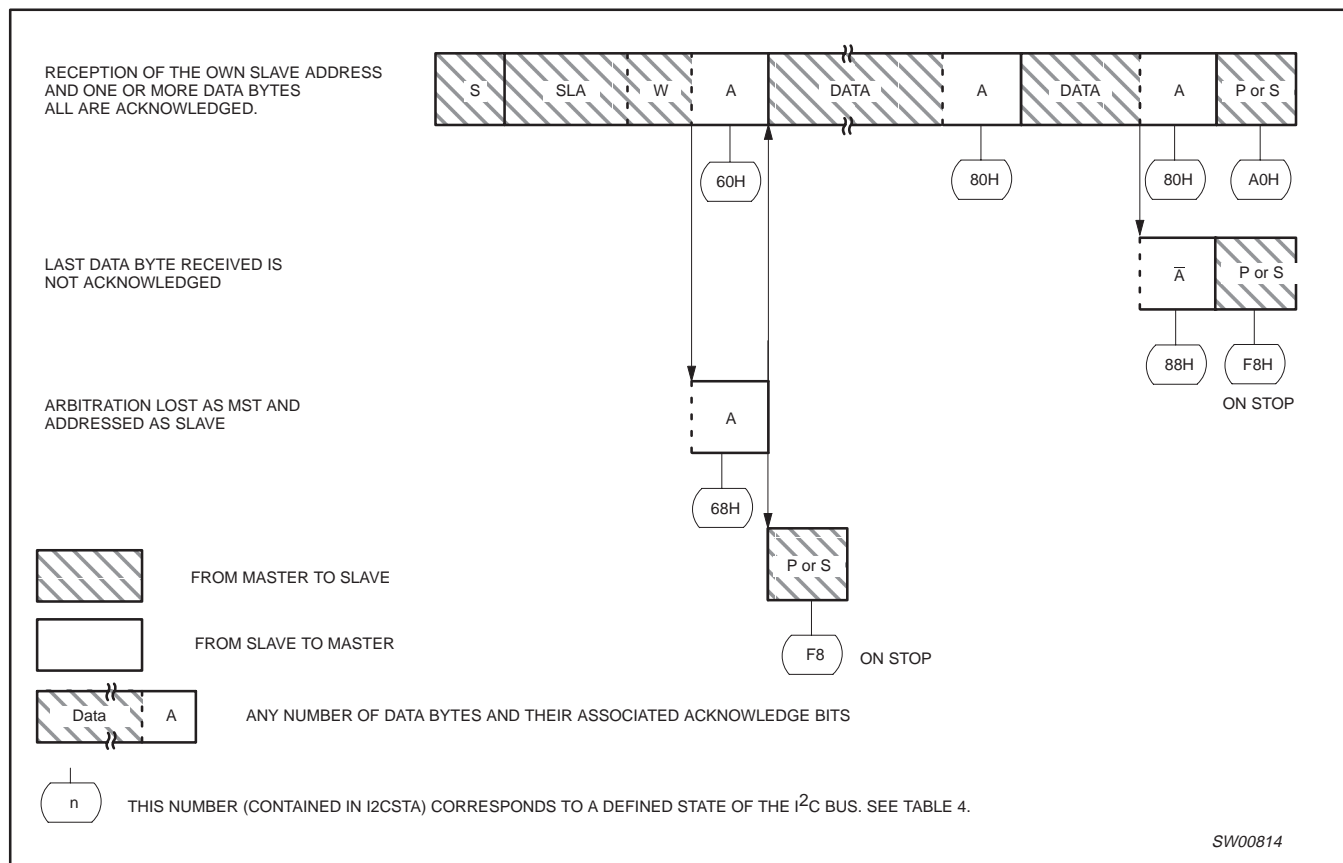 RECEPTION OF THE OWN SLAVE ADDRESS
AND ONE OR MORE DATA BYTES
ALL ARE ACKNOWLEDGED.
S SLA W A DATA A DATA A P or S
60H 80H 80H A0H
LAST DATA BYTE RECEIVED IS
NOT ACKNOWLEDGED
A̅ P or S
88H F8H
ON STOP
ARBITRATION LOST AS MST AND
ADDRESSED AS SLAVE
A
68H
P or S
F8 ON STOP
FROM MASTER TO SLAVE
FROM SLAVE TO MASTER
Data A ANY NUMBER OF DATA BYTES AND THEIR ASSOCIATED ACKNOWLEDGE BITS
n THIS NUMBER (CONTAINED IN I2CSTA) CORRESPONDS TO A DEFINED STATE OF THE I²C BUS. SEE TABLE 4.
SW00814